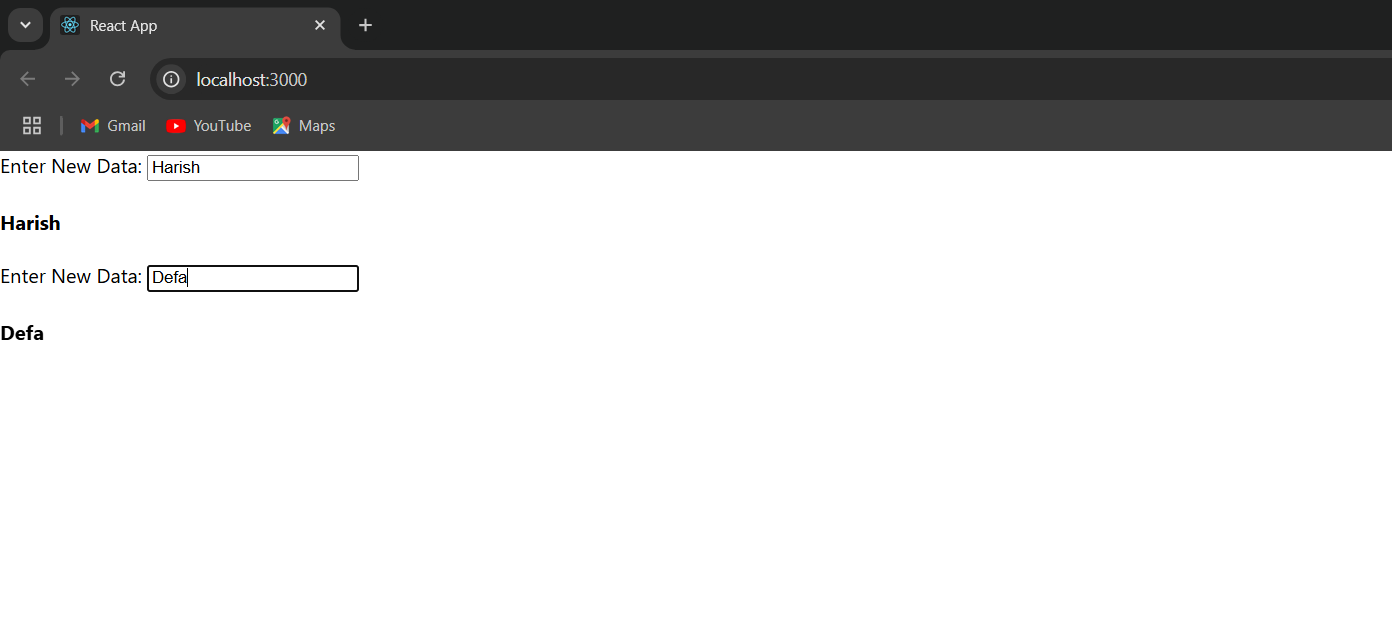 React App
localhost:3000
Gmail YouTube Maps
Enter New Data: Harish
Harish
Enter New Data: Defa
Defa